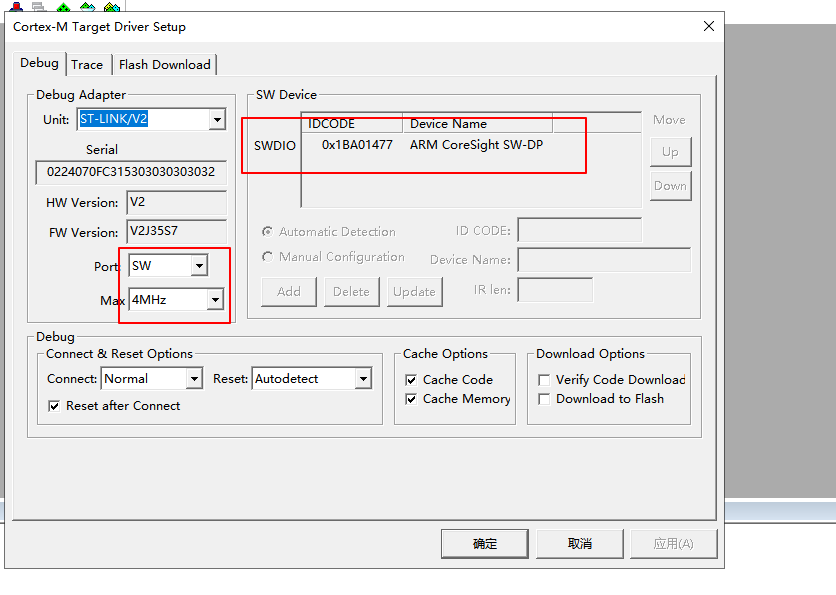 Cortex-M Target Driver Setup
Debug Trace Flash Download
Debug Adapter
Unit: ST-LINK/V2
Serial
0224070FC315303030303032
HW Version: V2
FW Version: V2J35S7
Port: SW
Max 4MHz
SW Device
IDCODE Device Name
SWDIO 0x1BA01477 ARM CoreSight SW-DP
Move
Up
Down
Automatic Detection
Manual Configuration
ID CODE:
Device Name:
Add Delete Update IR len:
Debug
Connect & Reset Options
Connect: Normal Reset: Autodetect
Reset after Connect
Cache Options
Cache Code
Cache Memory
Download Options
Verify Code Download
Download to Flash
确定 取消 应用(A)